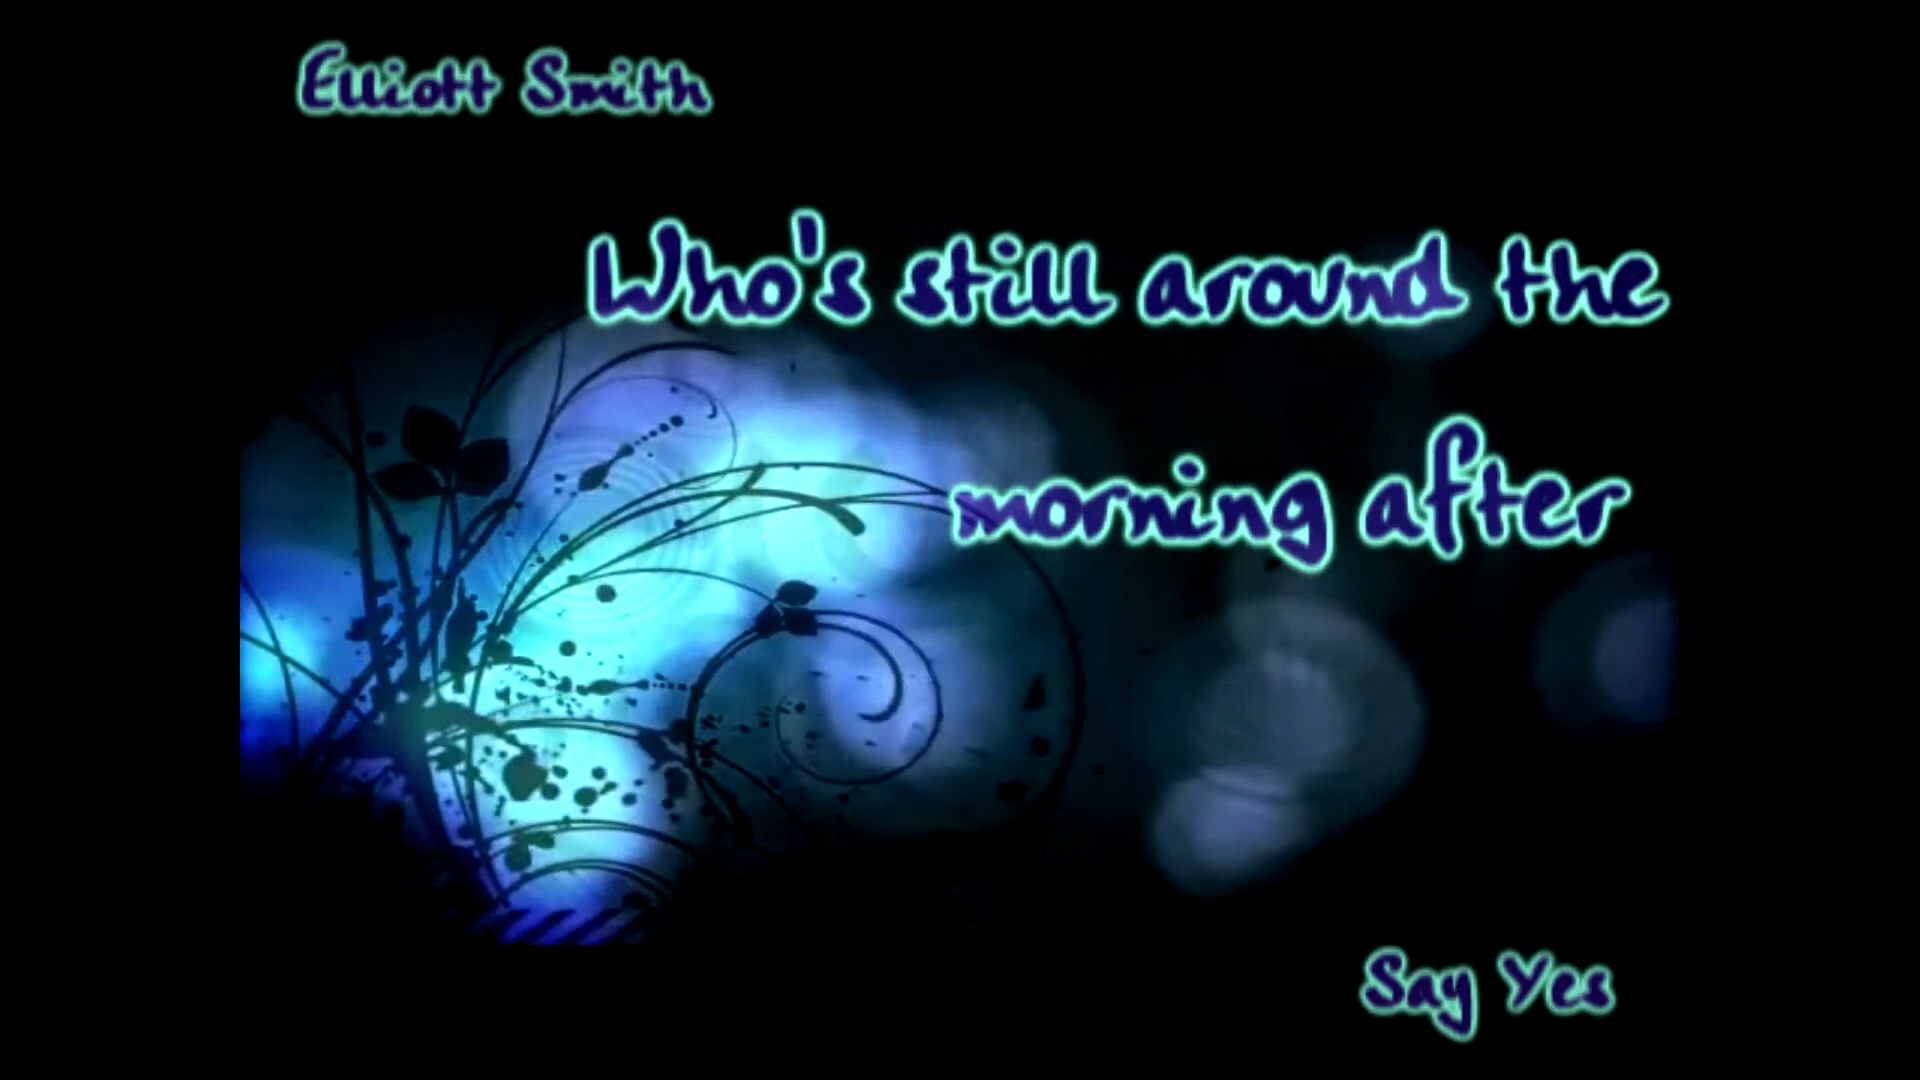 Elliott Smith
Who's still around the
morning after
Say Yes